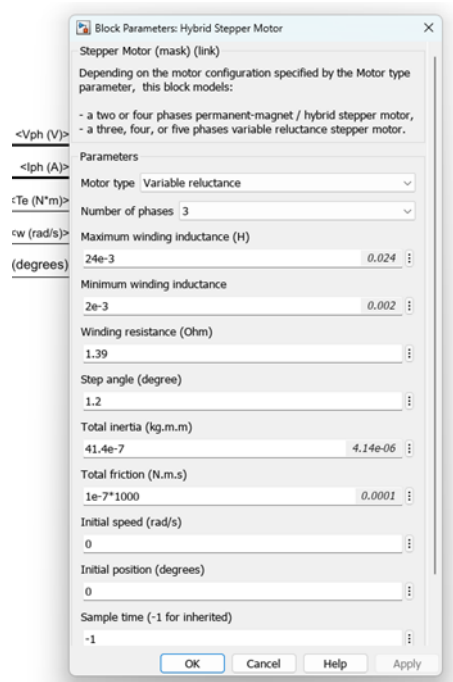 Block Parameters: Hybrid Stepper Motor
Stepper Motor (mask) (link)
Depending on the motor configuration specified by the Motor type
parameter, this block models:
- a two or four phases permanent-magnet / hybrid stepper motor,
- a three, four, or five phases variable reluctance stepper motor.
<Vph (V)>
<Iph (A)>
<Te (N*m)>
<w (rad/s)>
(degrees)
Parameters
Motor type Variable reluctance
Number of phases 3
Maximum winding inductance (H)
24e-3 0.024
Minimum winding inductance
2e-3 0.002
Winding resistance (Ohm)
1.39
Step angle (degree)
1.2
Total inertia (kg.m.m)
41.4e-7 4.14e-06
Total friction (N.m.s)
1e-7*1000 0.0001
Initial speed (rad/s)
0
Initial position (degrees)
0
Sample time (-1 for inherited)
-1
OK Cancel Help Apply